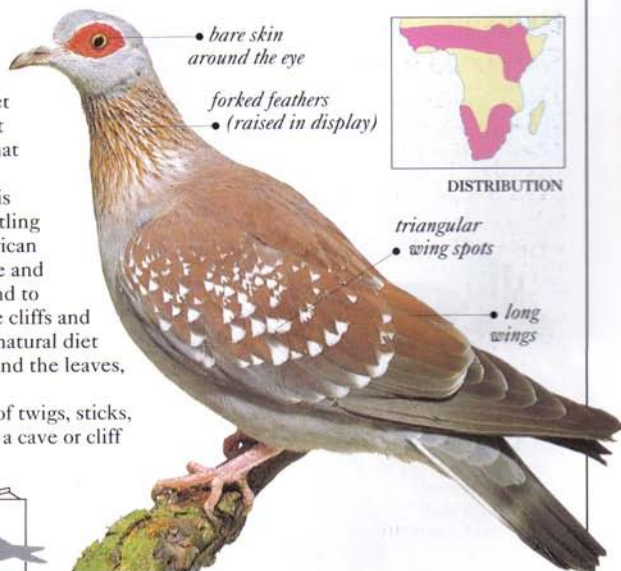 bare skin
around the eye
forked feathers
(raised in display)
DISTRIBUTION
triangular
wing spots
long
wings
et
t
hat
is
tling
ican
e and
nd to
e cliffs and
natural diet
and the leaves,
of twigs, sticks,
a cave or cliff